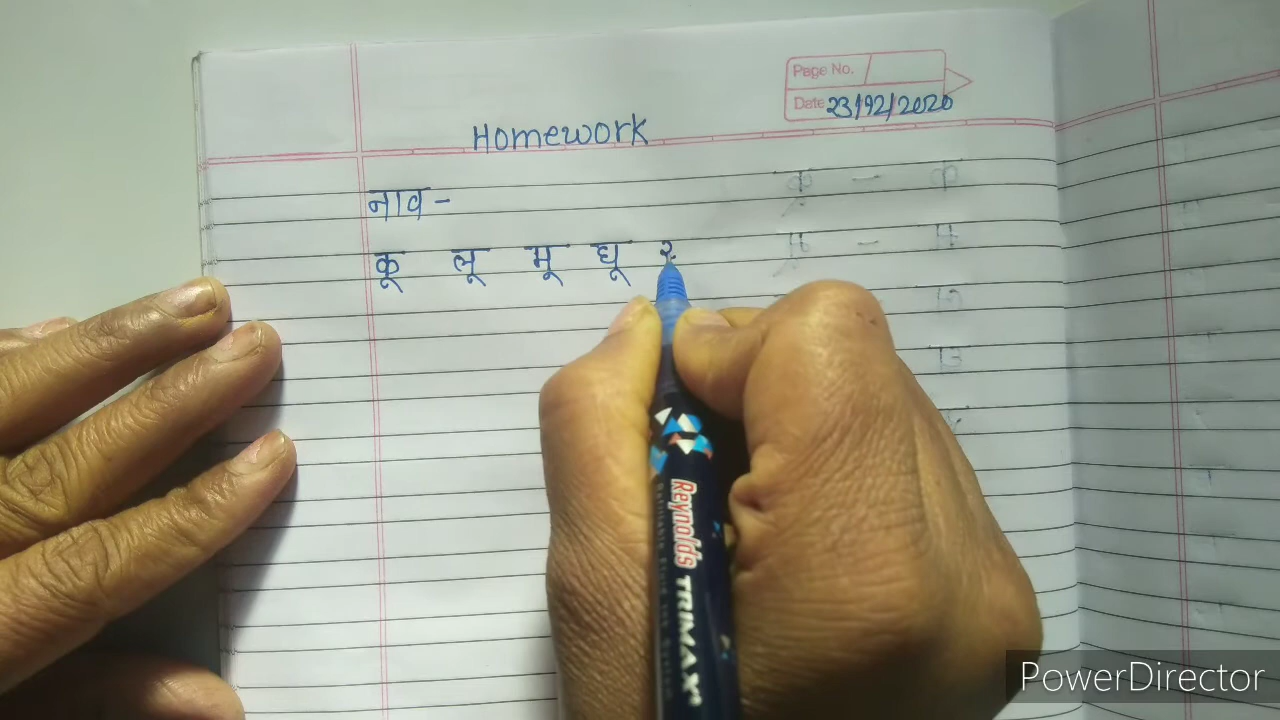 Page No.
Date 23/12/2020
Homework
नाव -
कू लू मू घू
Reynolds TRIMAX
PowerDirector